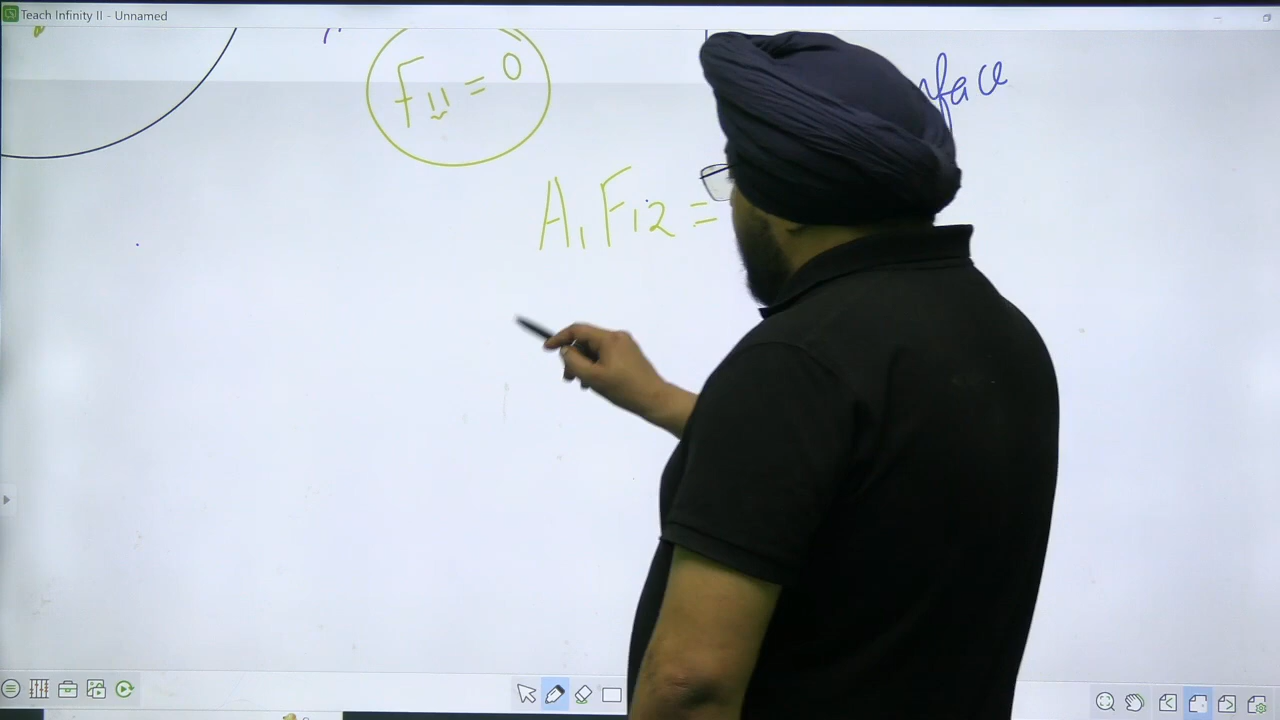 Teach Infinity II - Unnamed
F11 = 0
face
A1F12 =